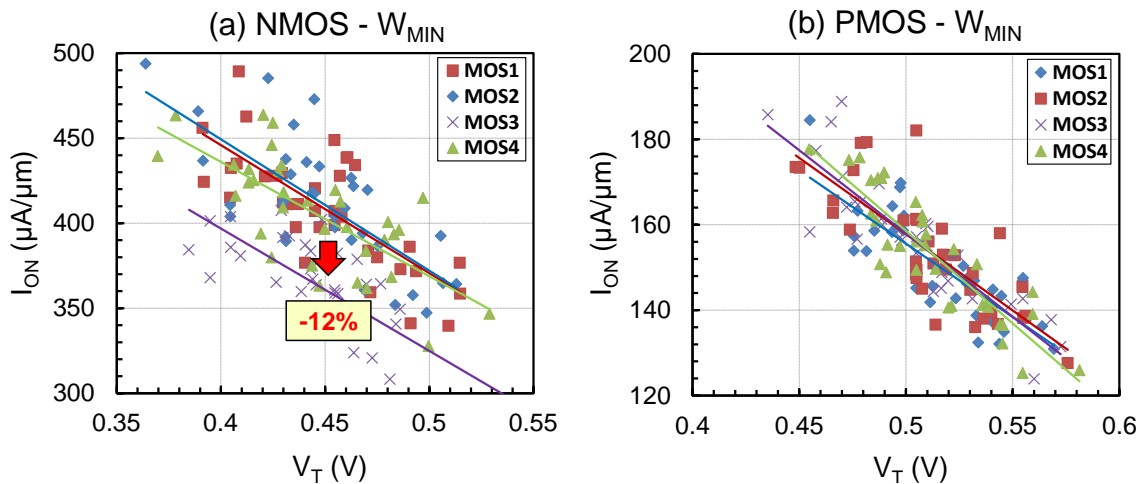 (a) NMOS - WMIN
500
450
400
350
300
0.35
0.4
0.45
0.5
0.55
ION (µA/µm)
VT (V)
MOS1
MOS2
MOS3
MOS4
-12%
(b) PMOS - WMIN
200
180
160
140
120
0.4
0.45
0.5
0.55
0.6
ION (µA/µm)
VT (V)
MOS1
MOS2
MOS3
MOS4